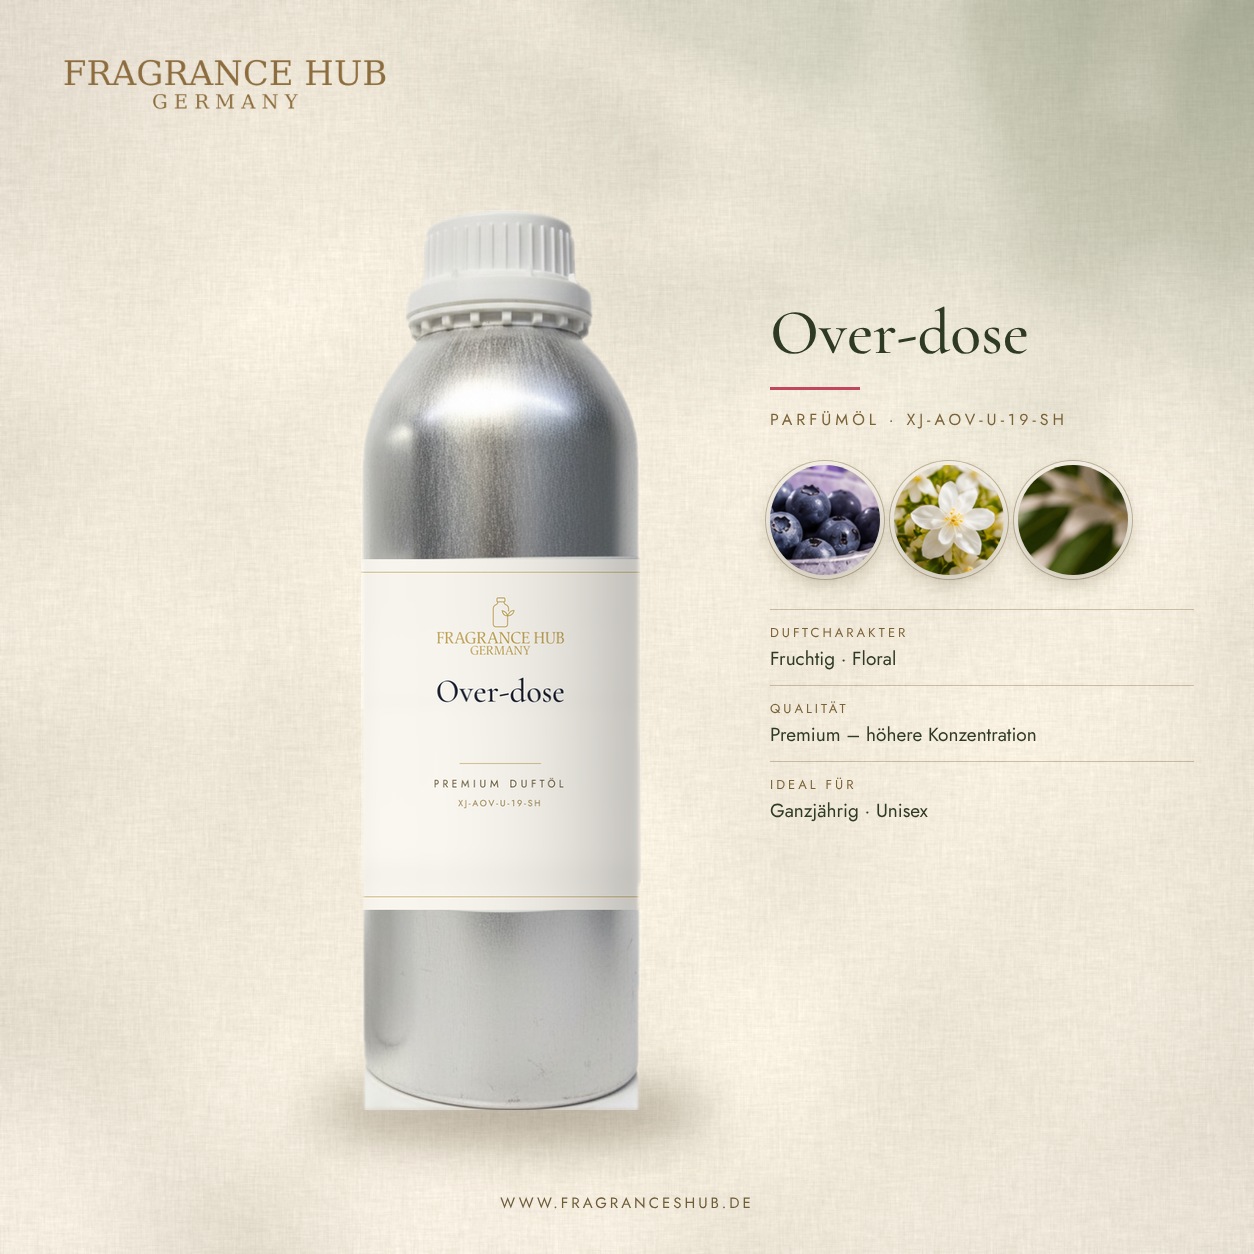 FRAGRANCE HUB
GERMANY
Over-dose
PARFÜMÖL · XJ-AOV-U-19-SH
DUFTCHARAKTER
Fruchtig · Floral
QUALITÄT
Premium – höhere Konzentration
IDEAL FÜR
Ganzjährig · Unisex
FRAGRANCE HUB
GERMANY
Over-dose
PREMIUM DUFTÖL
XJ-AOV-U-19-SH
WWW.FRAGRANCESHUB.DE